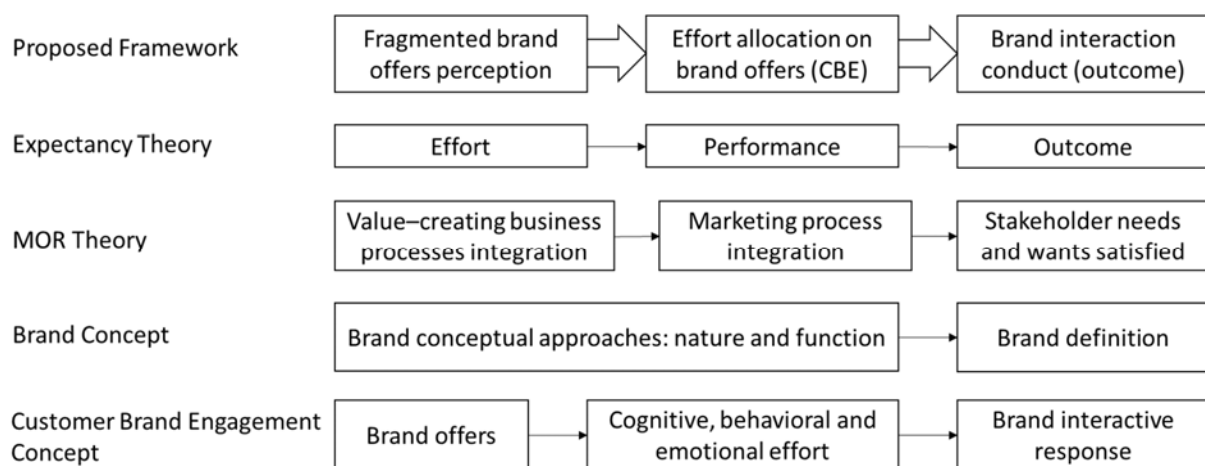 Proposed Framework
Fragmented brand
offers perception
Effort allocation on
brand offers (CBE)
Brand interaction
conduct (outcome)
Expectancy Theory
Effort
Performance
Outcome
MOR Theory
Value–creating business
processes integration
Marketing process
integration
Stakeholder needs
and wants satisfied
Brand Concept
Brand conceptual approaches: nature and function
Brand definition
Customer Brand Engagement
Concept
Brand offers
Cognitive, behavioral and
emotional effort
Brand interactive
response